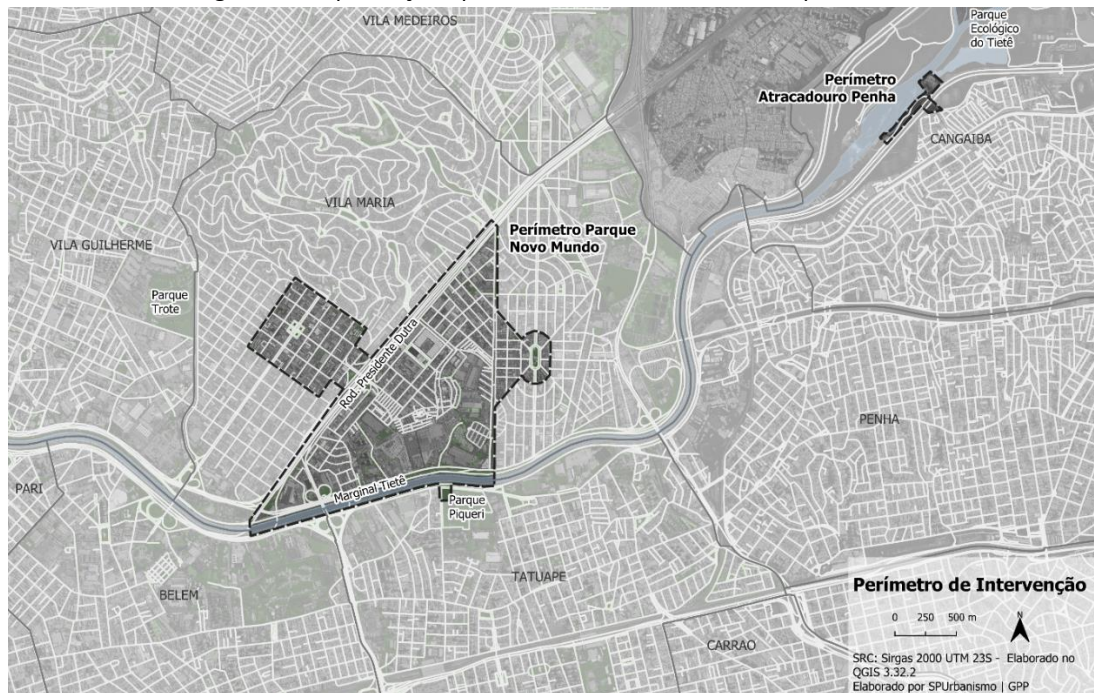 VILA MEDEIROS
Parque
Ecológico
do Tietê
Perímetro
Atracadouro Penha
CANGAIBA
VILA MARIA
Perímetro Parque
Novo Mundo
VILA GUILHERME
Parque
Trote
Rod. Presidente Dutra
PENHA
Marginal Tietê
PARI
Parque
Piqueri
TATUAPE
BELEM
CARRAO
Perímetro de Intervenção
0 250 500 m
N
SRC: Sirgas 2000 UTM 23S - Elaborado no
QGIS 3.32.2
Elaborado por SPUrbanismo | GPP